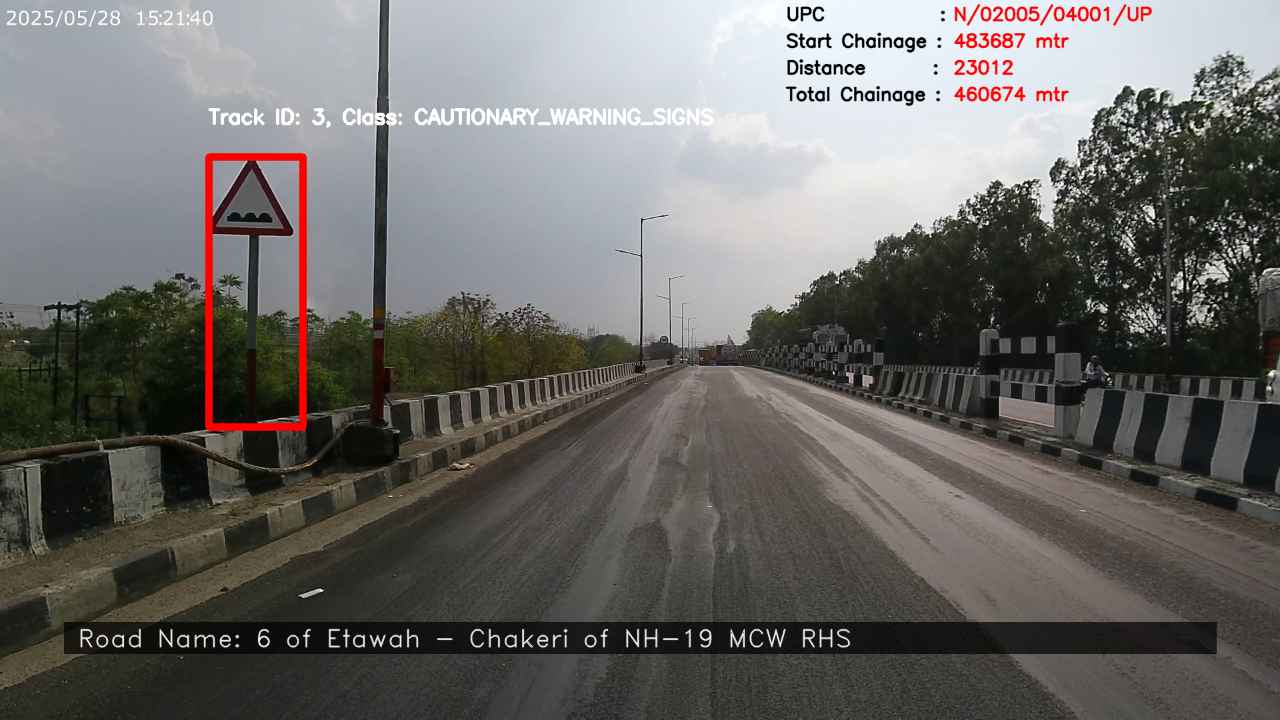 2025/05/28 15:21:40
UPC : N/02005/04001/UP
Start Chainage : 483687 mtr
Distance : 23012
Total Chainage : 460674 mtr
Track ID: 3, Class: CAUTIONARY_WARNING_SIGNS
Road Name: 6 of Etawah - Chakeri of NH-19 MCW RHS